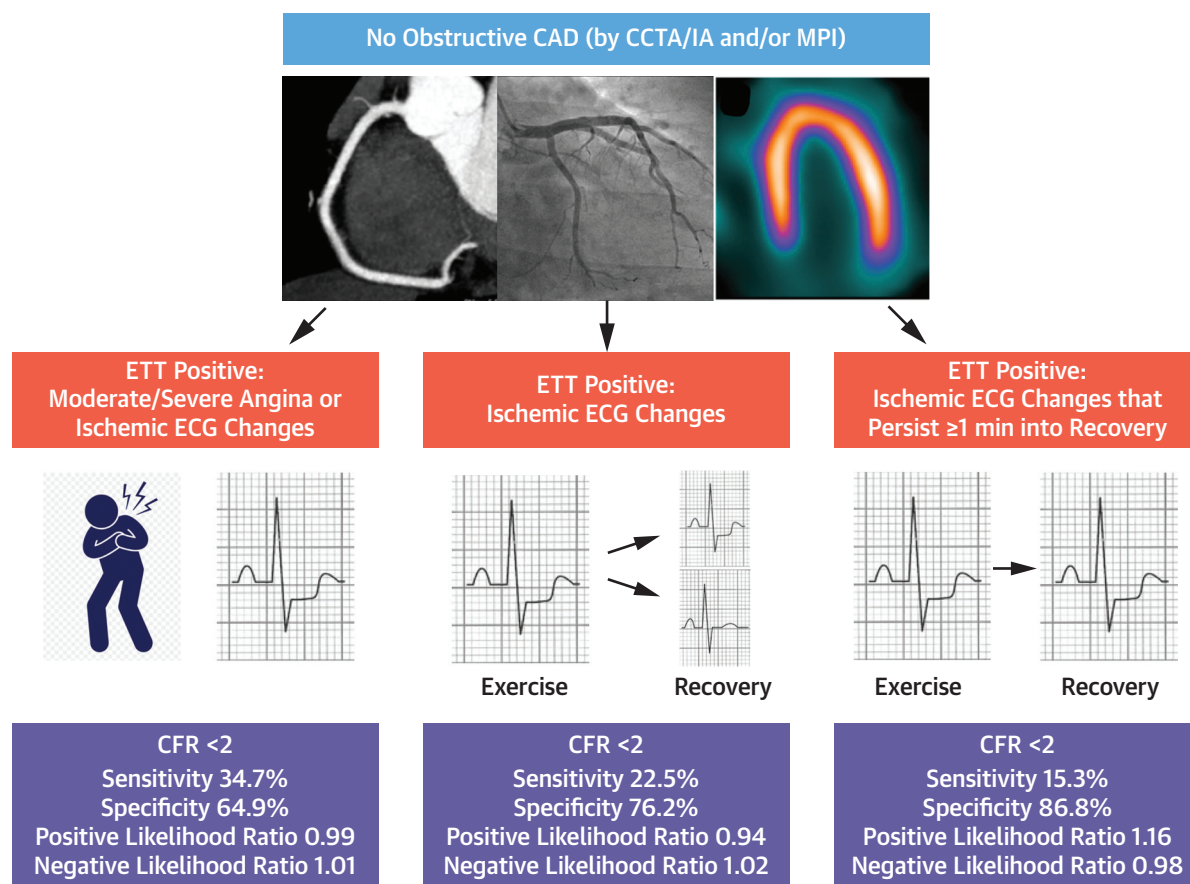 No Obstructive CAD (by CCTA/IA and/or MPI)
ETT Positive:
Moderate/Severe Angina or
Ischemic ECG Changes
ETT Positive:
Ischemic ECG Changes
ETT Positive:
Ischemic ECG Changes that
Persist ≥1 min into Recovery
Exercise
Recovery
Exercise
Recovery
CFR <2
Sensitivity 34.7%
Specificity 64.9%
Positive Likelihood Ratio 0.99
Negative Likelihood Ratio 1.01
CFR <2
Sensitivity 22.5%
Specificity 76.2%
Positive Likelihood Ratio 0.94
Negative Likelihood Ratio 1.02
CFR <2
Sensitivity 15.3%
Specificity 86.8%
Positive Likelihood Ratio 1.16
Negative Likelihood Ratio 0.98